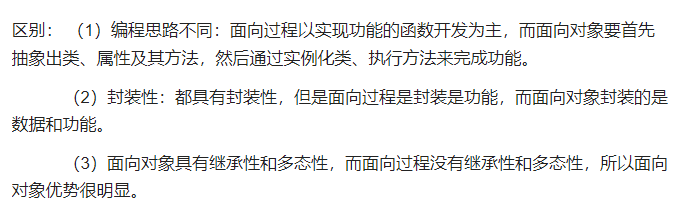 区别： （1）编程思路不同：面向过程以实现功能的函数开发为主，而面向对象要首先
抽象出类、属性及其方法，然后通过实例化类、执行方法来完成功能。
（2）封装性：都具有封装性，但是面向过程是封装是功能，而面向对象封装的是
数据和功能。
（3）面向对象具有继承性和多态性，而面向过程没有继承性和多态性，所以面向
对象优势很明显。